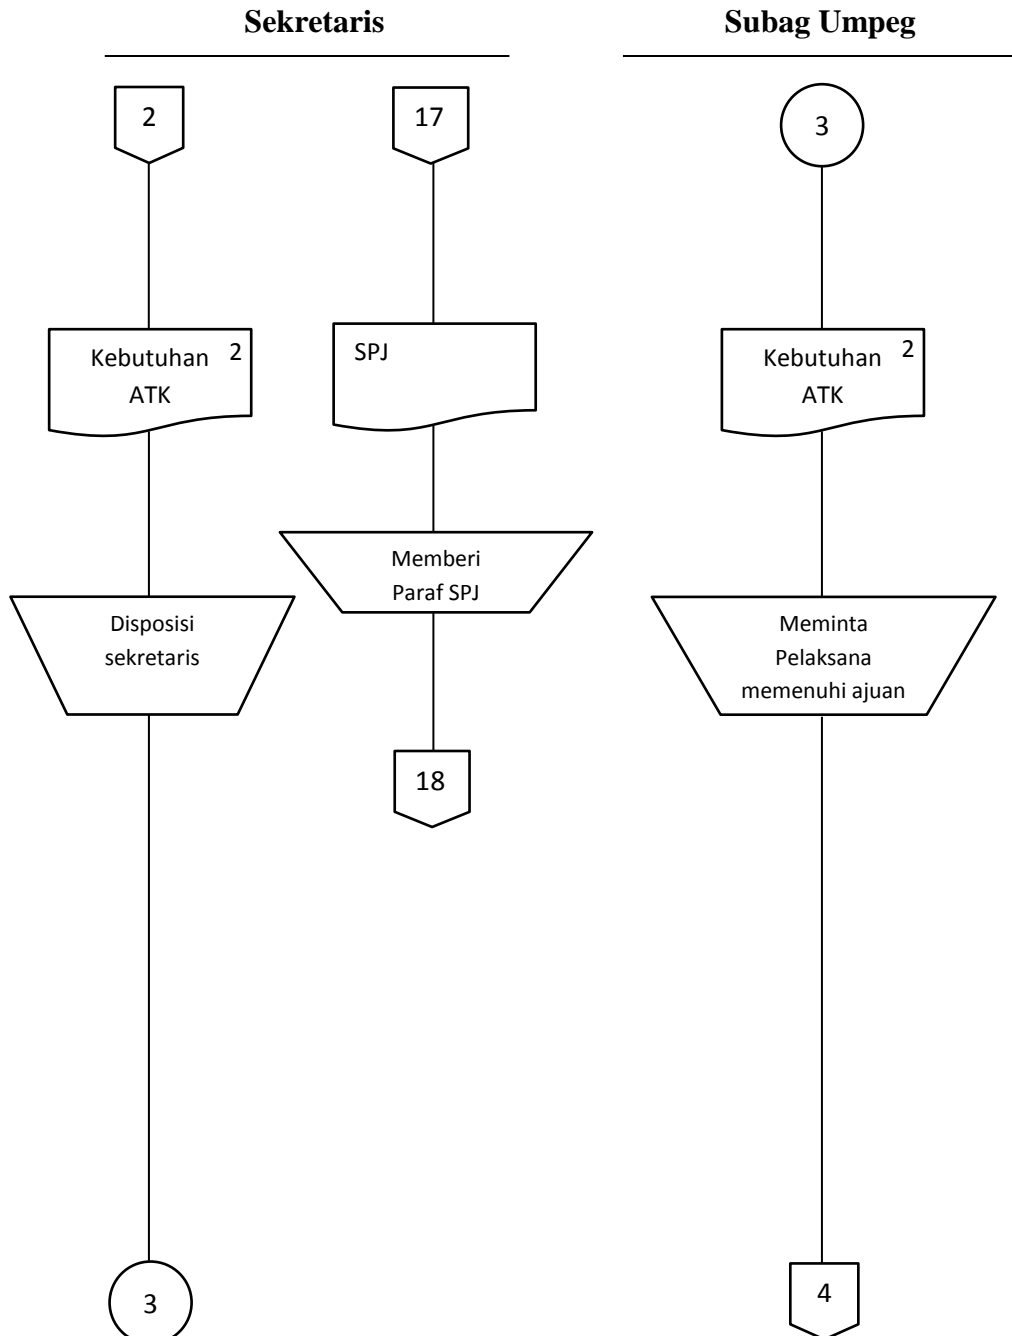 Sekretaris
Subag Umpeg
2
17
3
Kebutuhan 2
ATK
SPJ
Kebutuhan 2
ATK
Memberi
Paraf SPJ
Disposisi
sekretaris
Meminta
Pelaksana
memenuhi ajuan
18
3
4